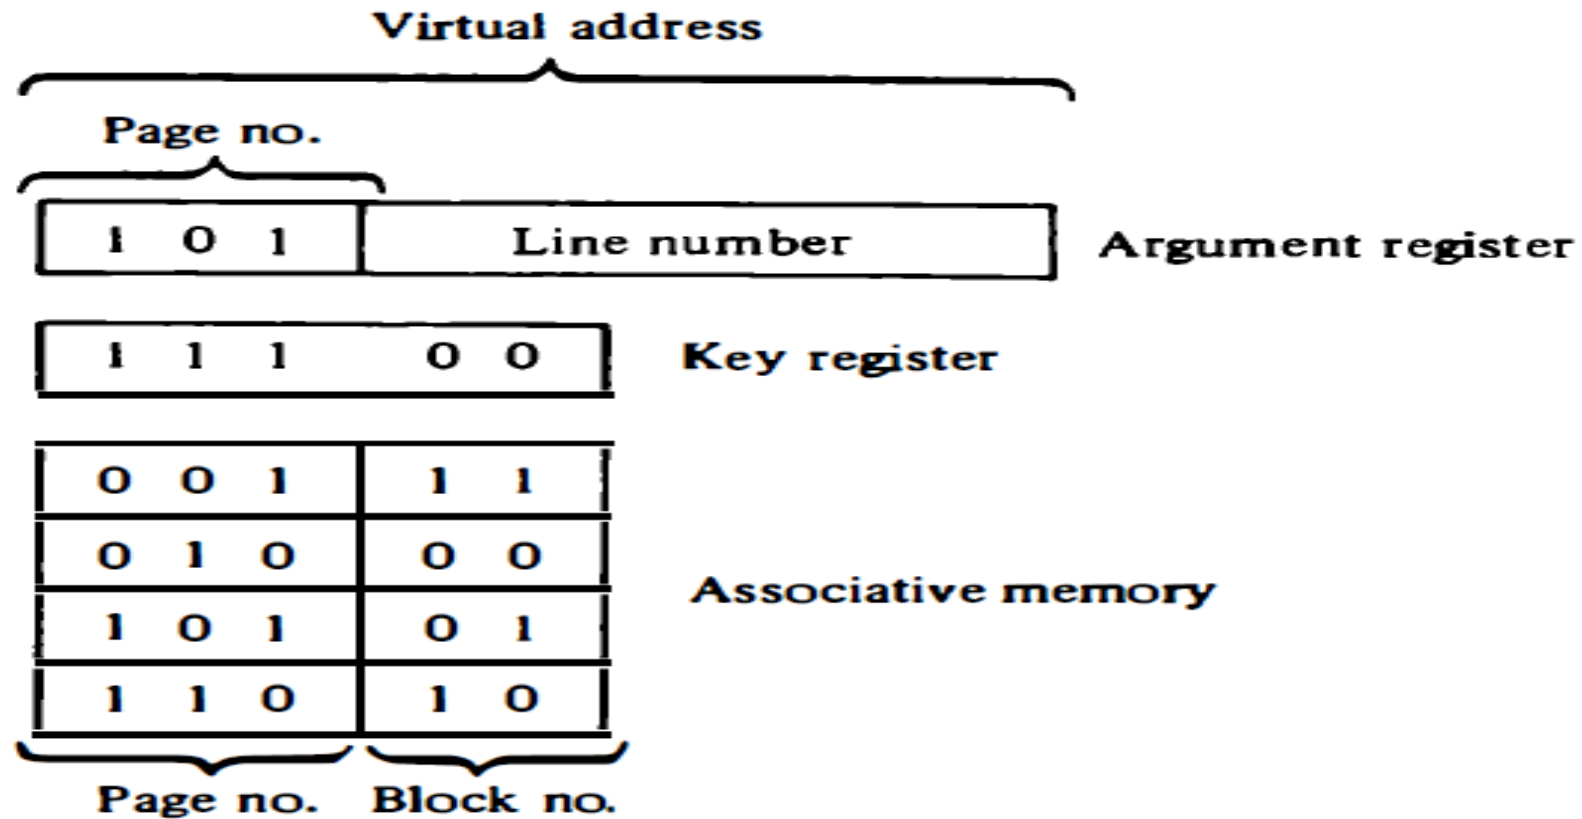 Virtual address
Page no.
1 0 1 Line number Argument register
1 1 1 0 0 Key register
0 0 1 1 1
0 1 0 0 0
Associative memory
1 0 1 0 1
1 1 0 1 0
Page no. Block no.